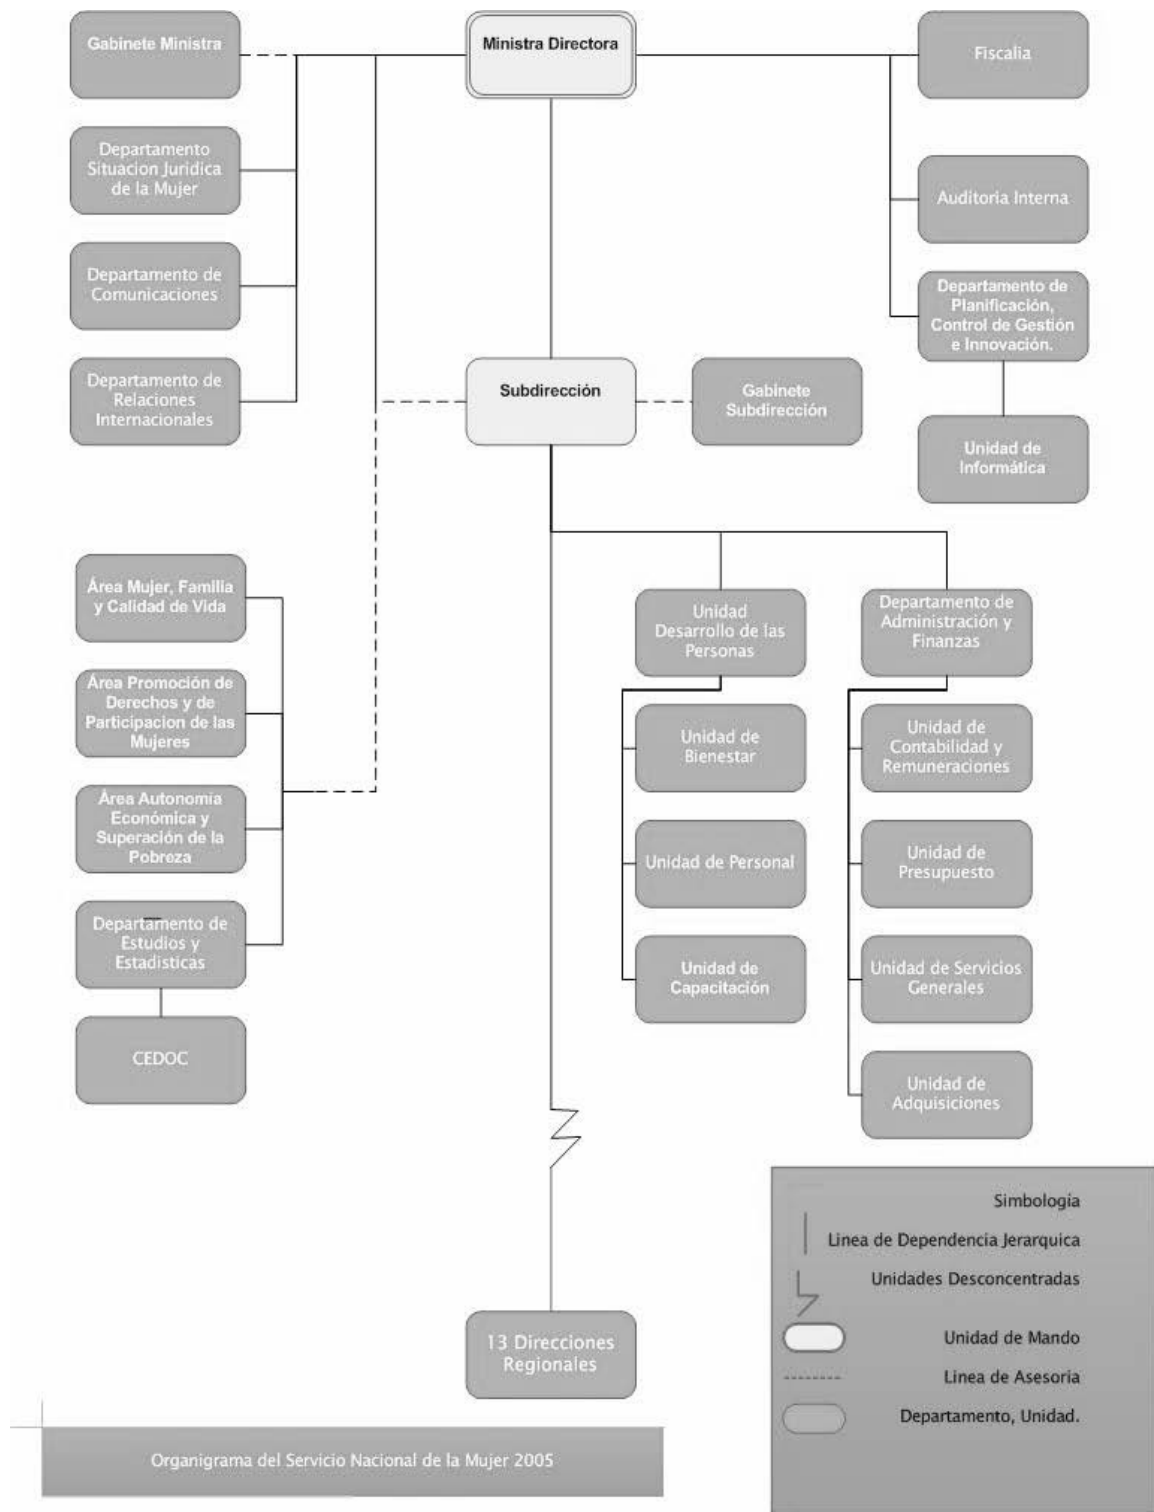 Gabinete Ministra
Ministra Directora
Fiscalia
Departamento
Situacion Juridica
de la Mujer
Auditoria Interna
Departamento de
Comunicaciones
Departamento de
Planificación,
Control de Gestión
e Innovación.
Departamento de
Relaciones
Internacionales
Subdirección
Gabinete
Subdirección
Unidad de
Informática
Área Mujer, Familia
y Calidad de Vida
Unidad
Desarrollo de las
Personas
Departamento de
Administración y
Finanzas
Área Promoción de
Derechos y de
Participacion de las
Mujeres
Unidad de
Bienestar
Unidad de
Contabilidad y
Remuneraciones
Área Autonomía
Económica y
Superación de la
Pobreza
Unidad de Personal
Unidad de
Presupuesto
Departamento de
Estudios y
Estadisticas
Unidad de
Capacitación
Unidad de Servicios
Generales
CEDOC
Unidad de
Adquisiciones
Simbología
Linea de Dependencia Jerarquica
Unidades Desconcentradas
Unidad de Mando
Linea de Asesoria
Departamento, Unidad.
13 Direcciones
Regionales
Organigrama del Servicio Nacional de la Mujer 2005